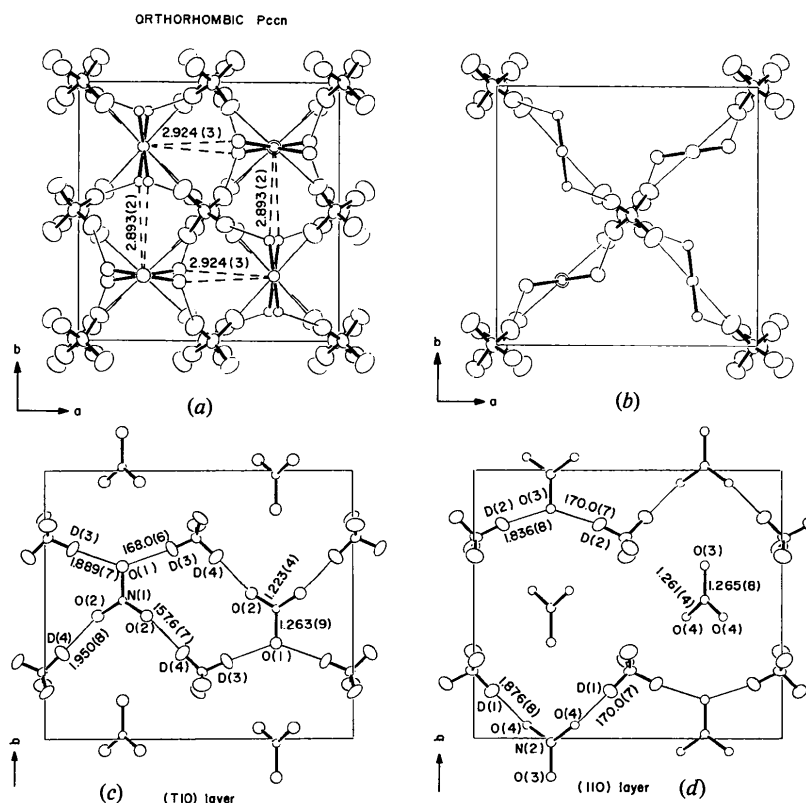 ORTHORHOMBIC Pccn
2.924 (3)
2.893(2)
2.893(2)
2.924 (3)
b
a
(a)
b
a
(b)
D(3)
168.0(6)
1.889(7)
O(1)
D(3)
D(4)
N(1)
O(2)
1.223(4)
O(2)
157.6(7)
O(2)
1.263(9)
D(4)
1.950(8)
D(4)
D(3)
O(1)
b
(c)
(T10) layer
D(2)
O(3)
170.0(7)
1.836(8)
D(2)
O(3)
1.261(4)
1.265(8)
O(4)
O(4)
D(1)
1.876(8)
D(1)
O(4)
O(4)
170.0(7)
N(2)
O(3)
b
(110) layer
(d)